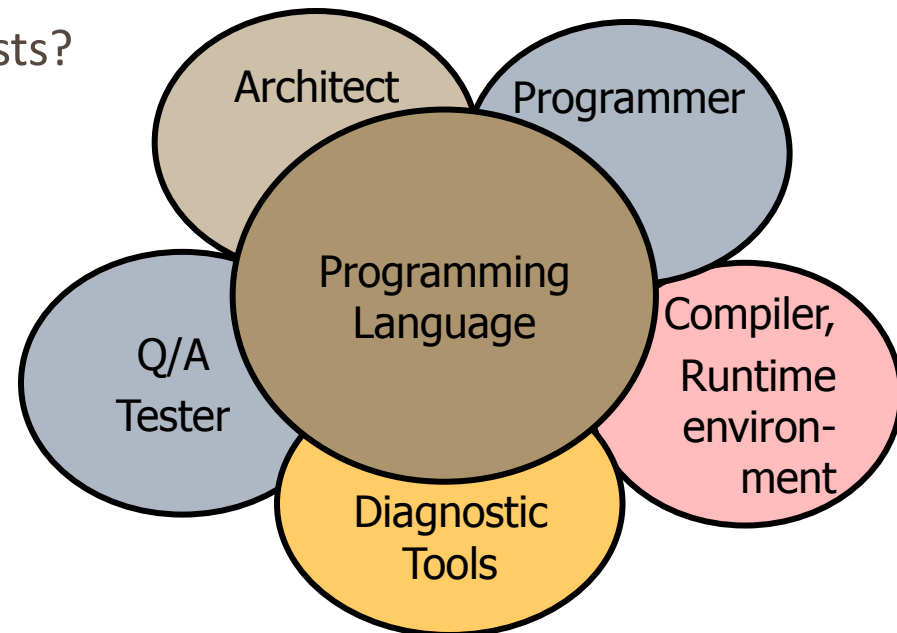 sts?
Architect
Programmer
Programming
Language
Compiler,
Runtime
environ-
ment
Q/A
Tester
Diagnostic
Tools